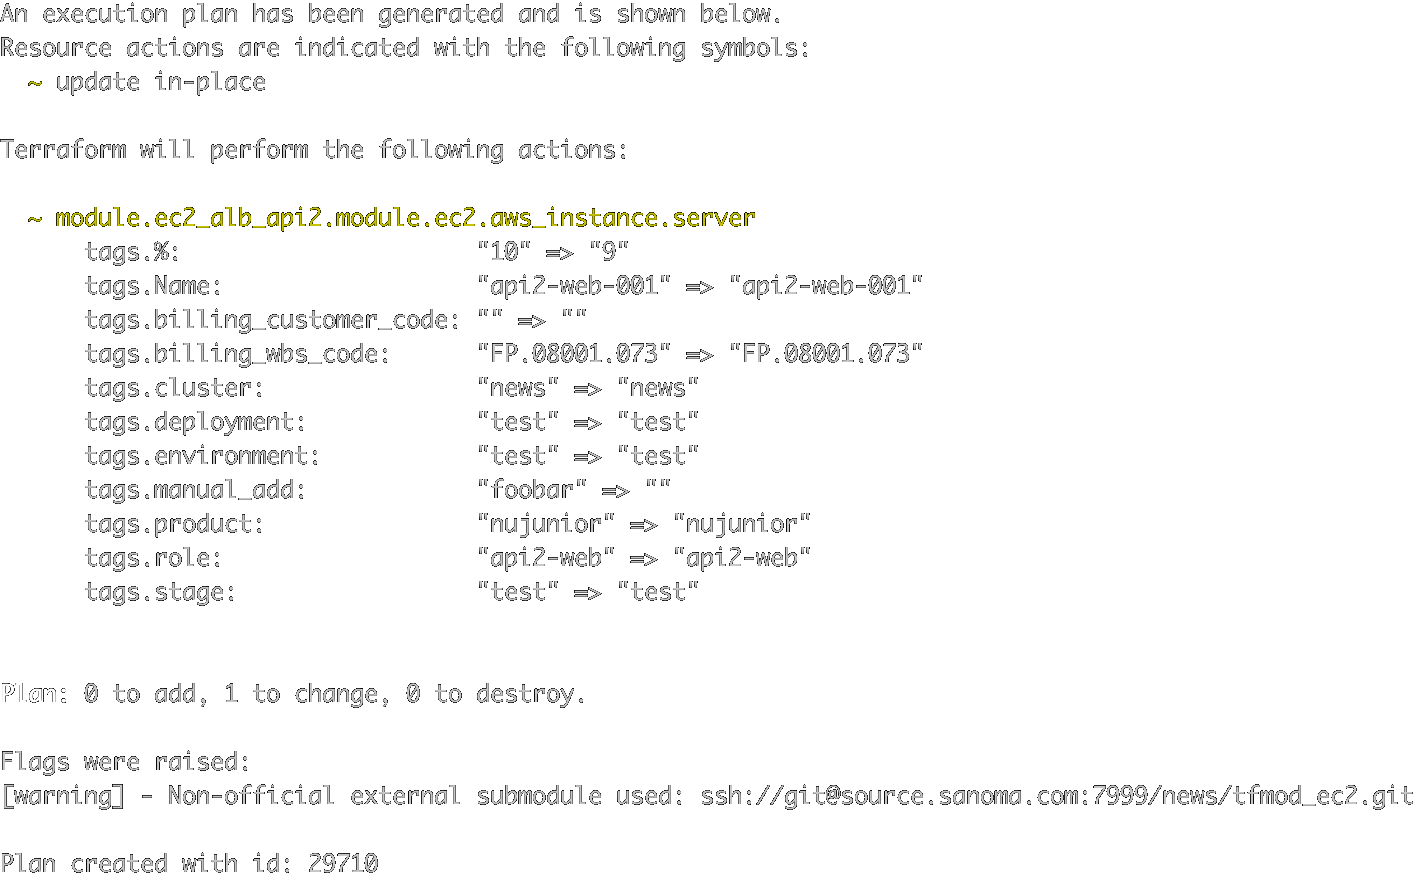 An execution plan has been generated and is shown below.
Resource actions are indicated with the following symbols:
  ~ update in-place
Terraform will perform the following actions:
  ~ module.ec2_alb_api2.module.ec2.aws_instance.server
      tags.%:                     "10" => "9"
      tags.Name:                  "api2-web-001" => "api2-web-001"
      tags.billing_customer_code: "" => ""
      tags.billing_wbs_code:      "FP.08001.073" => "FP.08001.073"
      tags.cluster:               "news" => "news"
      tags.deployment:            "test" => "test"
      tags.environment:           "test" => "test"
      tags.manual_add:            "foobar" => ""
      tags.product:               "nujunior" => "nujunior"
      tags.role:                  "api2-web" => "api2-web"
      tags.stage:                 "test" => "test"
Plan: 0 to add, 1 to change, 0 to destroy.
Flags were raised:
[warning] - Non-official external submodule used: ssh://git@source.sanoma.com:7999/news/tfmod_ec2.git
Plan created with id: 29710